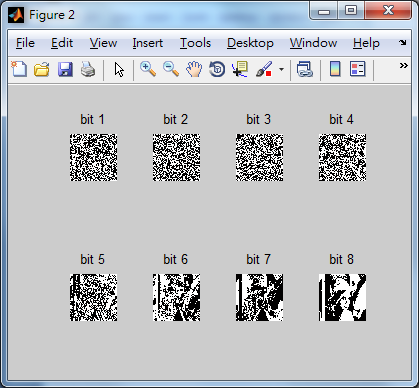 Figure 2
File Edit View Insert Tools Desktop Window Help
bit 1 bit 2 bit 3 bit 4
bit 5 bit 6 bit 7 bit 8